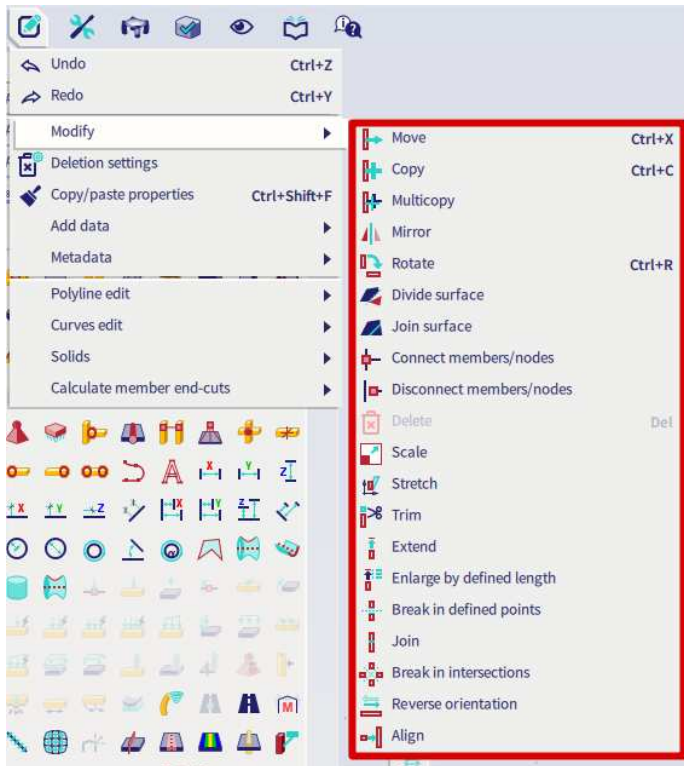 Undo Ctrl+Z
Redo Ctrl+Y
Modify
Deletion settings
Copy/paste properties Ctrl+Shift+F
Add data
Metadata
Polyline edit
Curves edit
Solids
Calculate member end-cuts
Move Ctrl+X
Copy Ctrl+C
Multicopy
Mirror
Rotate Ctrl+R
Divide surface
Join surface
Connect members/nodes
Disconnect members/nodes
Delete Del
Scale
Stretch
Trim
Extend
Enlarge by defined length
Break in defined points
Join
Break in intersections
Reverse orientation
Align